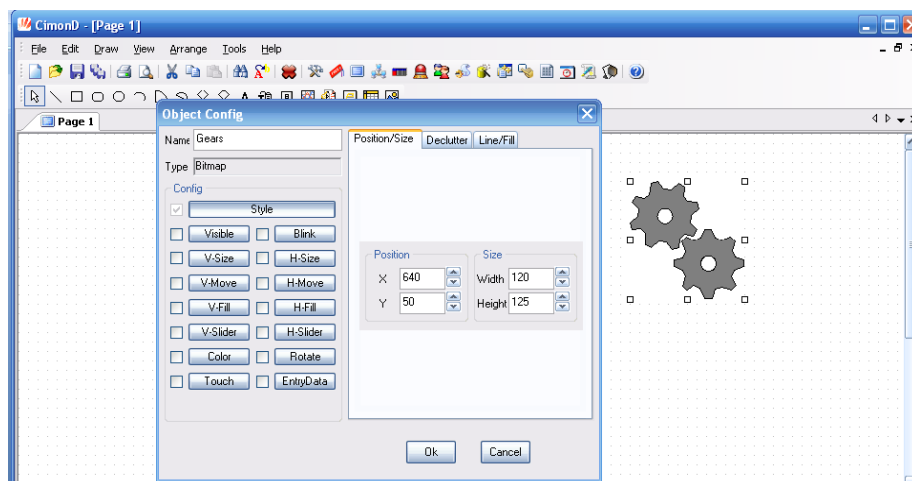 CimonD - [Page 1]
File Edit Draw View Arrange Tools Help
Page 1
Object Config
Name Gears
Type Bitmap
Config
Style
Visible Blink
V-Size H-Size
V-Move H-Move
V-Fill H-Fill
V-Slider H-Slider
Color Rotate
Touch EntryData
Position/Size Declutter Line/Fill
Position Size
X 640 Width 120
Y 50 Height 125
Ok Cancel